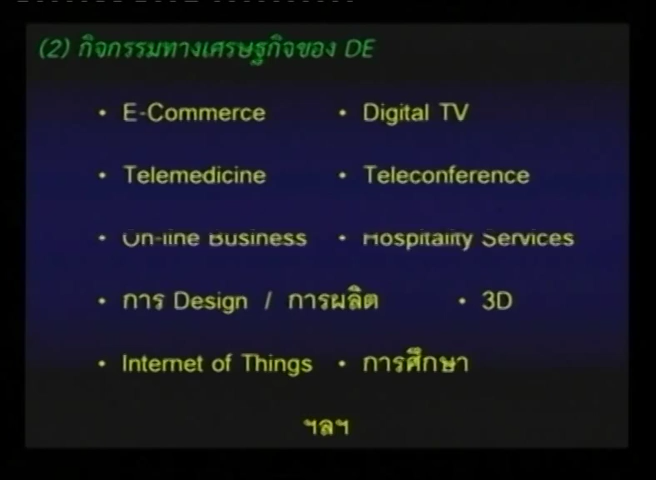 (2) กิจกรรมทางเศรษฐกิจของ DE
• E-Commerce • Digital TV
• Telemedicine • Teleconference
• On-line Business • Hospitality Services
• การ Design / การผลิต • 3D
• Internet of Things • การศึกษา
ฯลฯ